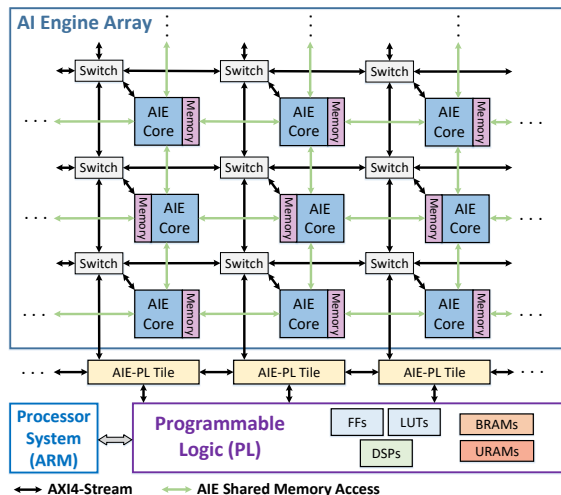 AI Engine Array
Switch Switch Switch
AIE Core Memory AIE Core Memory AIE Core Memory
Switch Switch Switch
Memory AIE Core Memory AIE Core Memory AIE Core
Switch Switch Switch
AIE Core Memory AIE Core Memory AIE Core Memory
AIE-PL Tile AIE-PL Tile AIE-PL Tile
Processor
System
(ARM)
Programmable
Logic (PL)
FFs LUTs BRAMs
DSPs URAMs
AXI4-Stream AIE Shared Memory Access